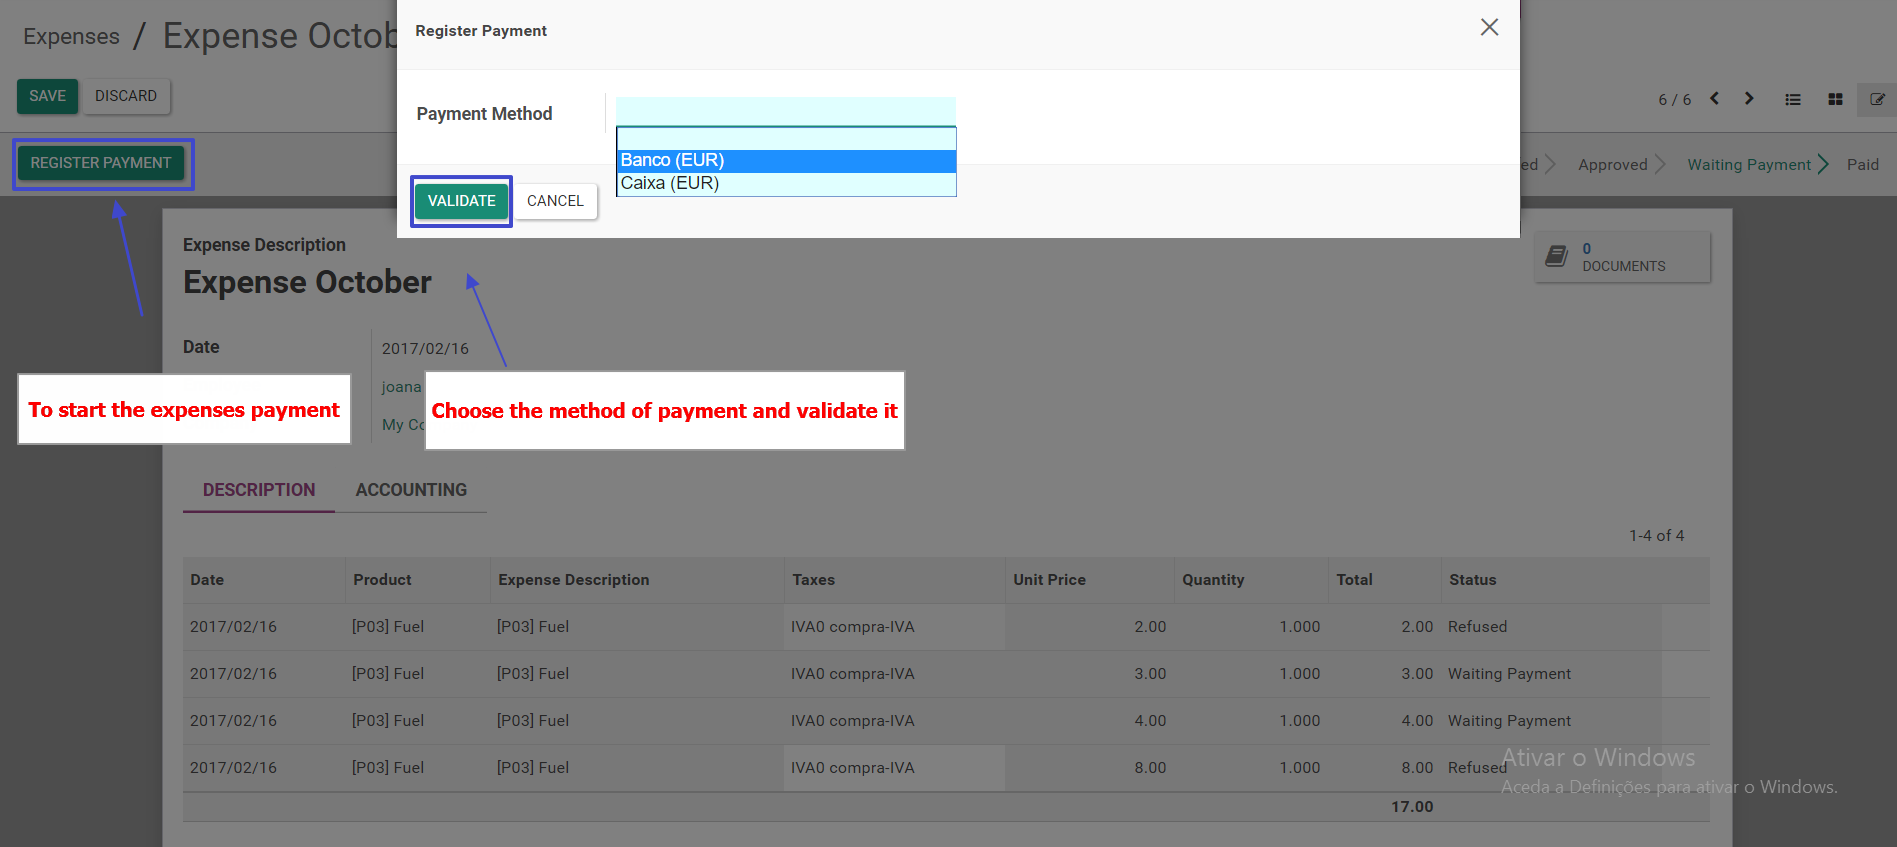 Expenses / Expense Octob
Register Payment
SAVE DISCARD
6 / 6
Payment Method
REGISTER PAYMENT
Banco (EUR)
Caixa (EUR)
ed Approved Waiting Payment Paid
VALIDATE CANCEL
Expense Description
Expense October
0
DOCUMENTS
Date 2017/02/16
joana
My Co
To start the expenses payment
Choose the method of payment and validate it
DESCRIPTION ACCOUNTING
1-4 of 4
Date Product Expense Description Taxes Unit Price Quantity Total Status
2017/02/16 [P03] Fuel [P03] Fuel IVA0 compra-IVA 2.00 1.000 2.00 Refused
2017/02/16 [P03] Fuel [P03] Fuel IVA0 compra-IVA 3.00 1.000 3.00 Waiting Payment
2017/02/16 [P03] Fuel [P03] Fuel IVA0 compra-IVA 4.00 1.000 4.00 Waiting Payment
2017/02/16 [P03] Fuel [P03] Fuel IVA0 compra-IVA 8.00 1.000 8.00 Refused
17.00
Ativar o Windows
Aceda a Definições para ativar o Windows.